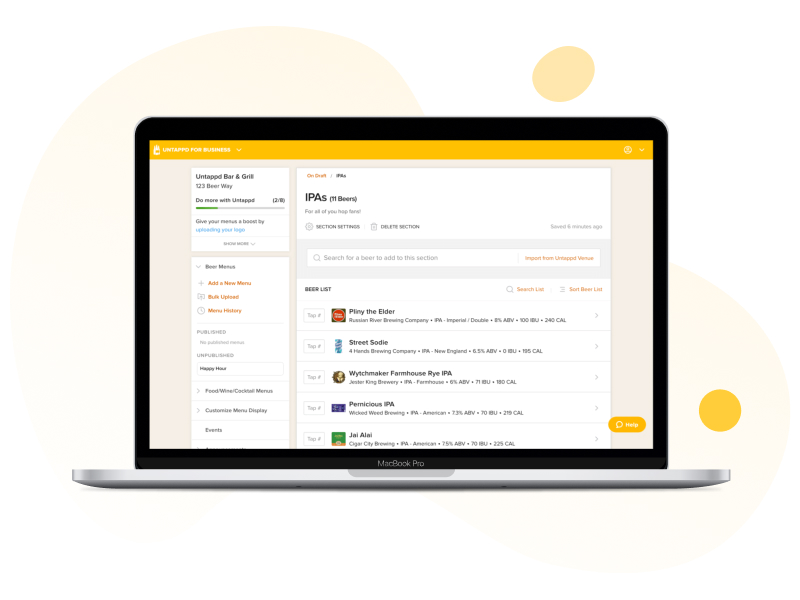 UNTAPPD FOR BUSINESS
Untappd Bar & Grill
123 Beer Way
Do more with Untappd (2/8)
Give your menus a boost by
uploading your logo
SHOW MORE
Beer Menus
Add a New Menu
Bulk Upload
Menu History
PUBLISHED
No published menus
UNPUBLISHED
Happy Hour
Food/Wine/Cocktail Menus
Customize Menu Display
Events
On Draft > IPAs
IPAs (11 Beers)
For all of you hop fans!
SECTION SETTINGS DELETE SECTION Saved 6 minutes ago
Search for a beer to add to this section Import from Untappd Venue
BEER LIST Search List Sort Beer List
Tap # Pliny the Elder
Russian River Brewing Company • IPA - Imperial / Double • 8% ABV • 100 IBU • 240 CAL
Tap # Street Sodie
4 Hands Brewing Company • IPA - New England • 6.5% ABV • 0 IBU • 195 CAL
Tap # Wytchmaker Farmhouse Rye IPA
Jester King Brewery • IPA - Farmhouse • 6% ABV • 71 IBU • 180 CAL
Tap # Pernicious IPA
Wicked Weed Brewing • IPA - American • 7.3% ABV • 70 IBU • 219 CAL
Tap # Jai Alai
Cigar City Brewing • IPA - American • 7.5% ABV • 70 IBU • 225 CAL
Help
MacBook Pro